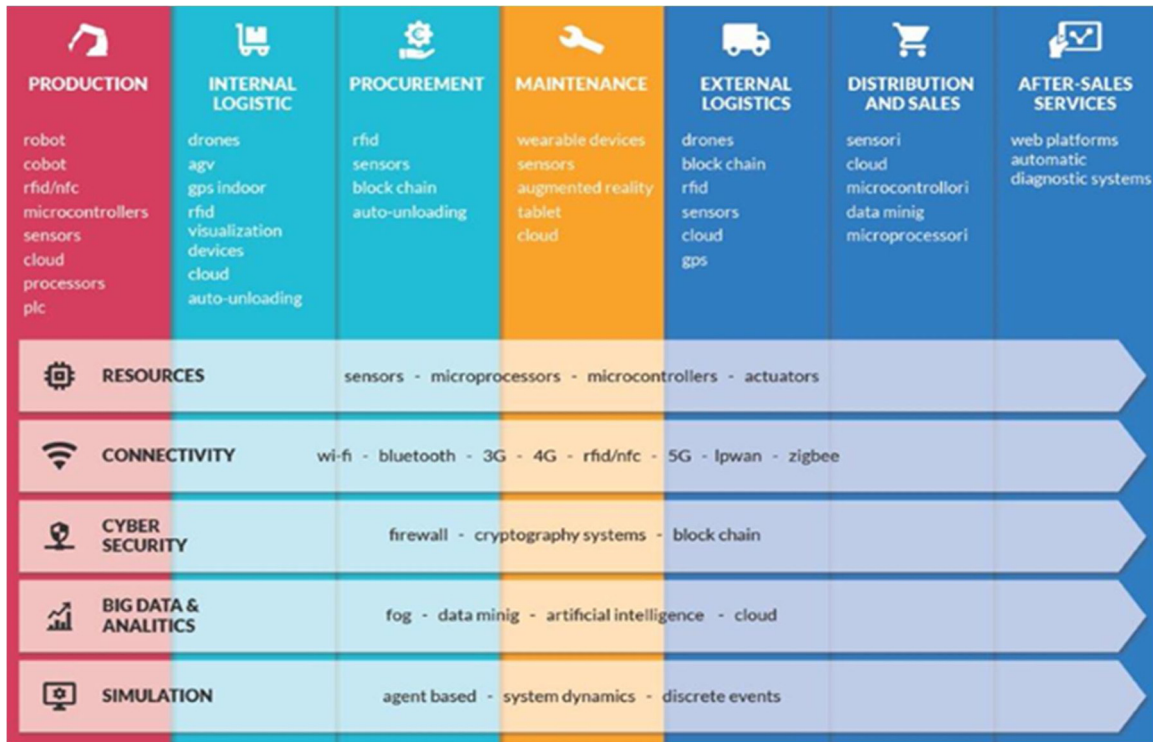 PRODUCTION
robot
cobot
rfid/nfc
microcontrollers
sensors
cloud
processors
plc
INTERNAL
LOGISTIC
drones
agv
gps indoor
rfid
visualization
devices
cloud
auto-unloading
PROCUREMENT
rfid
sensors
block chain
auto-unloading
MAINTENANCE
wearable devices
sensors
augmented reality
tablet
cloud
EXTERNAL
LOGISTICS
drones
block chain
rfid
sensors
cloud
gps
DISTRIBUTION
AND SALES
sensori
cloud
microcontrollori
data minig
microprocessori
AFTER-SALES
SERVICES
web platforms
automatic
diagnostic systems
RESOURCES
sensors - microprocessors - microcontrollers - actuators
CONNECTIVITY
wi-fi - bluetooth - 3G - 4G - rfid/nfc - 5G - lpwan - zigbee
CYBER
SECURITY
firewall - cryptography systems - block chain
BIG DATA &
ANALITICS
fog - data minig - artificial intelligence - cloud
SIMULATION
agent based - system dynamics - discrete events